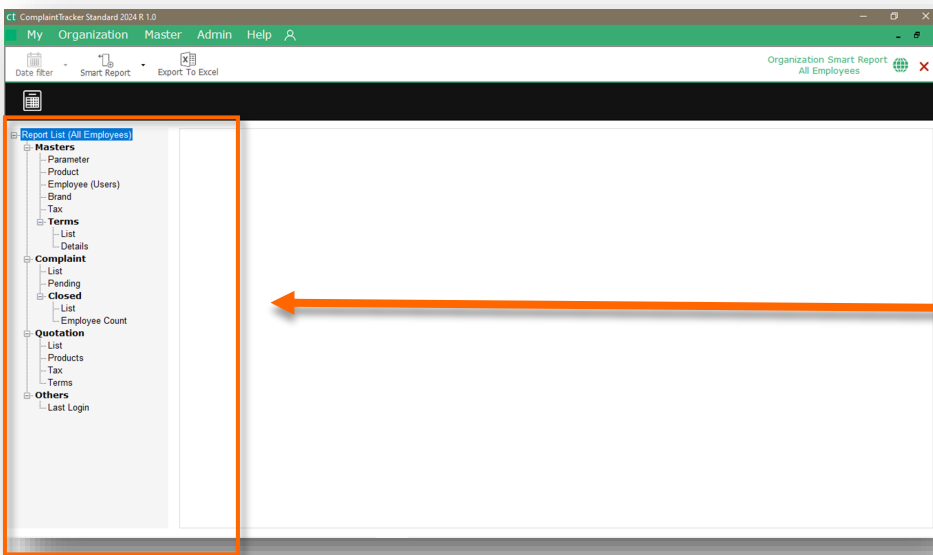 ct ComplaintTracker Standard 2024 R 1.0
My Organization Master Admin Help
Date filter Smart Report Export To Excel
Organization Smart Report
All Employees
Report List (All Employees)
Masters
Parameter
Product
Employee (Users)
Brand
Tax
Terms
List
Details
Complaint
List
Pending
Closed
List
Employee Count
Quotation
List
Products
Tax
Terms
Others
Last Login